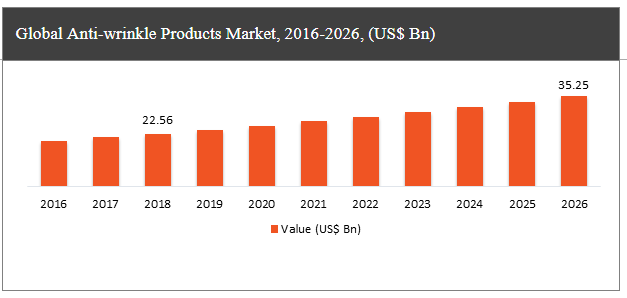 Global Anti-wrinkle Products Market, 2016-2026, (US$ Bn)
35.25
22.56
2016 2017 2018 2019 2020 2021 2022 2023 2024 2025 2026
Value (US$ Bn)